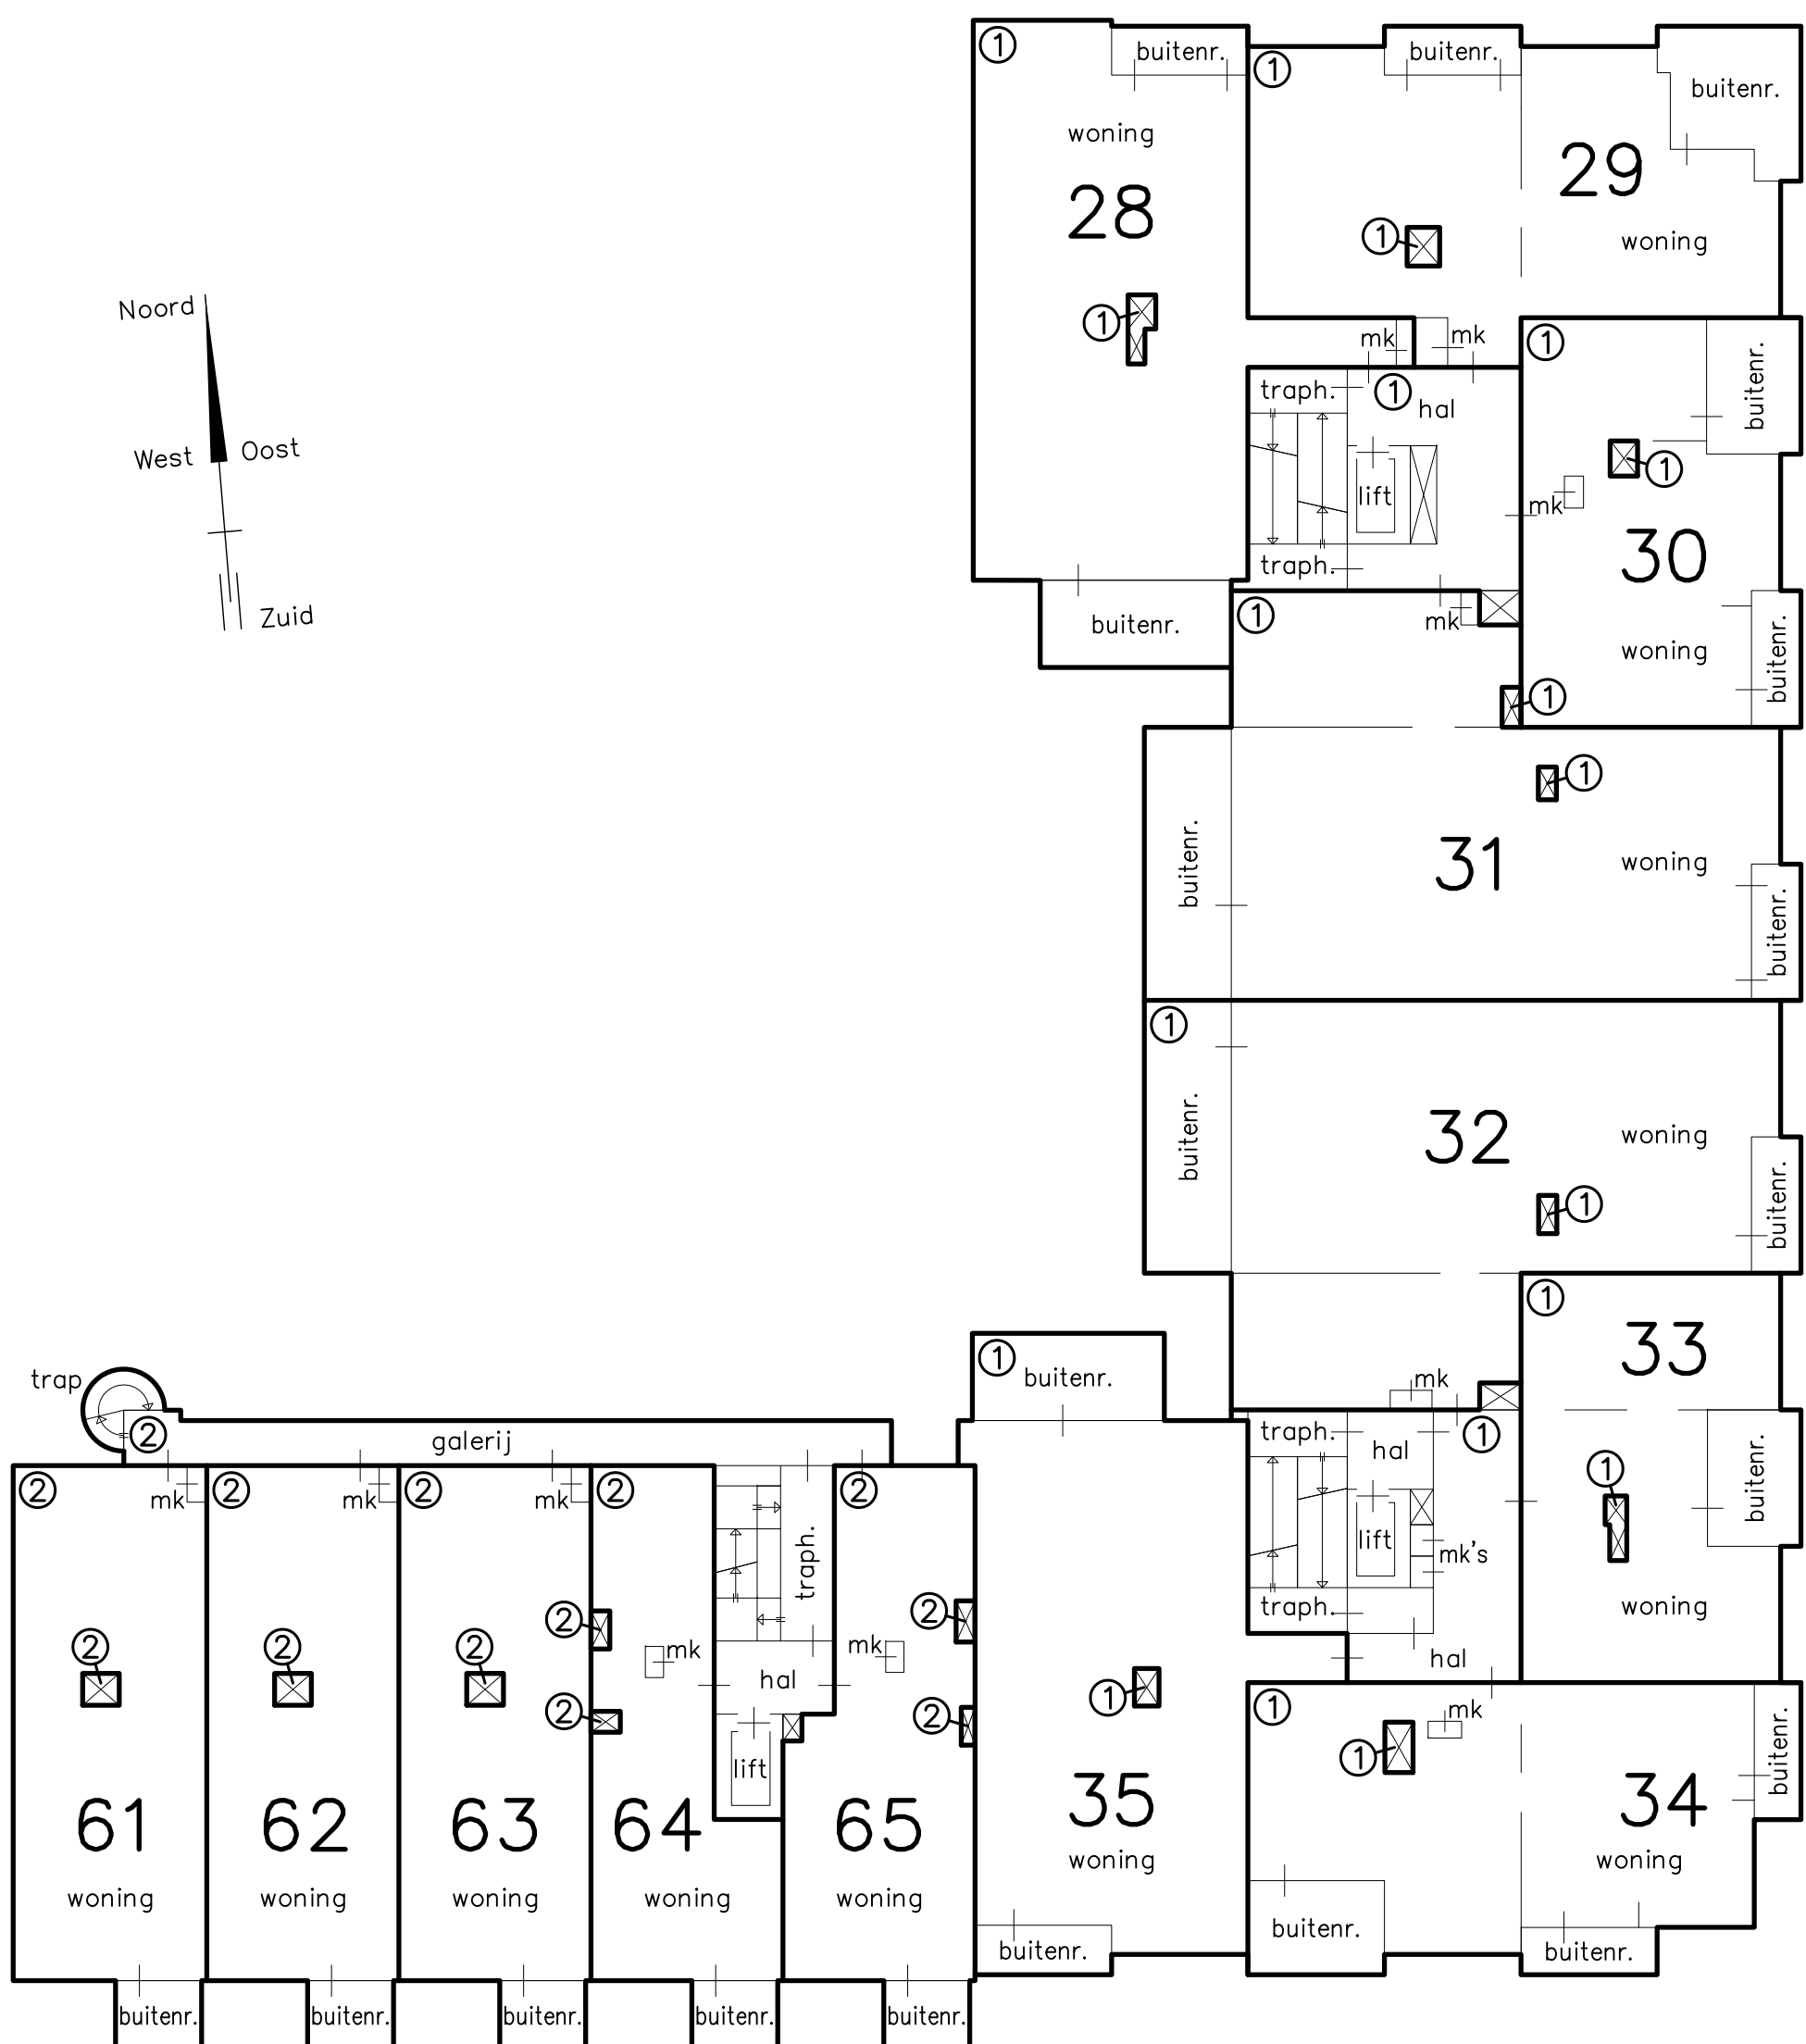 ① buitenr. ① buitenr. buitenr.
woning
28
29
woning
①
①
Noord
West Oost
Zuid
mk mk
①
traph. ① hal
buitenr.
①
lift
mk
30
traph.
① mk
buitenr.
woning
buitenr.
①
①
buitenr.
31
woning
buitenr.
①
buitenr.
32
woning
buitenr.
①
①
33
① buitenr.
mk
trap
②
galerij
traph. hal ①
buitenr.
①
lift
mk's
traph.
woning
hal
② ② ② ② ②
mk mk mk
traph.
② ②
② ② ②
mk mk
hal
② ②
lift
①
① mk
①
buitenr.
61 62 63 64 65 35 34
woning woning woning woning woning woning woning
buitenr. buitenr. buitenr.
buitenr. buitenr. buitenr. buitenr. buitenr.